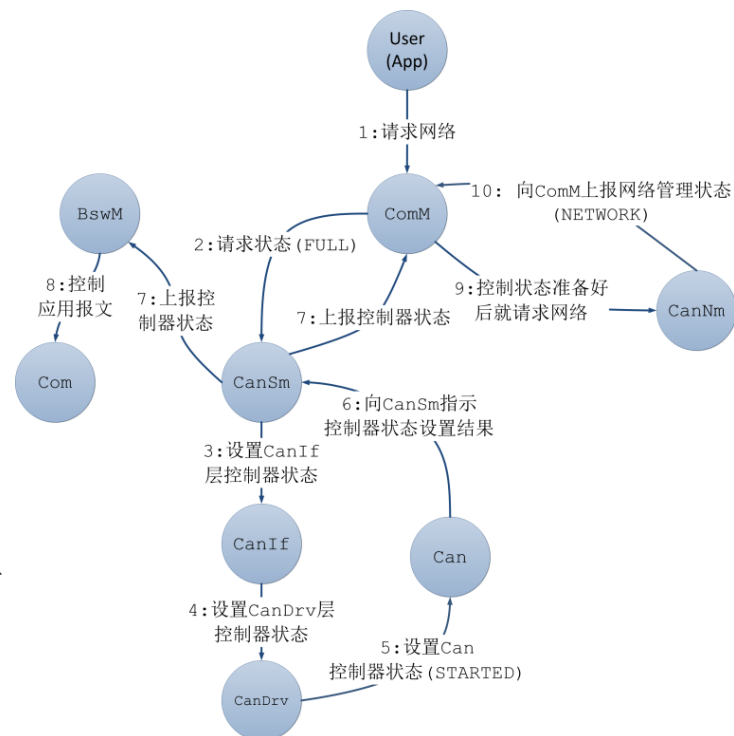 User
(App)
1:请求网络
10: 向ComM上报网络管理状态
(NETWORK)
BswM
ComM
2:请求状态(FULL)
8:控制
应用报文
7:上报控
制器状态
7:上报控制器状态
9:控制状态准备好
后就请求网络
CanNm
Com
CanSm
6:向CanSm指示
控制器状态设置结果
3:设置CanIf
层控制器状态
CanIf
Can
4:设置CanDrv层
控制器状态
5:设置Can
控制器状态(STARTED)
CanDrv